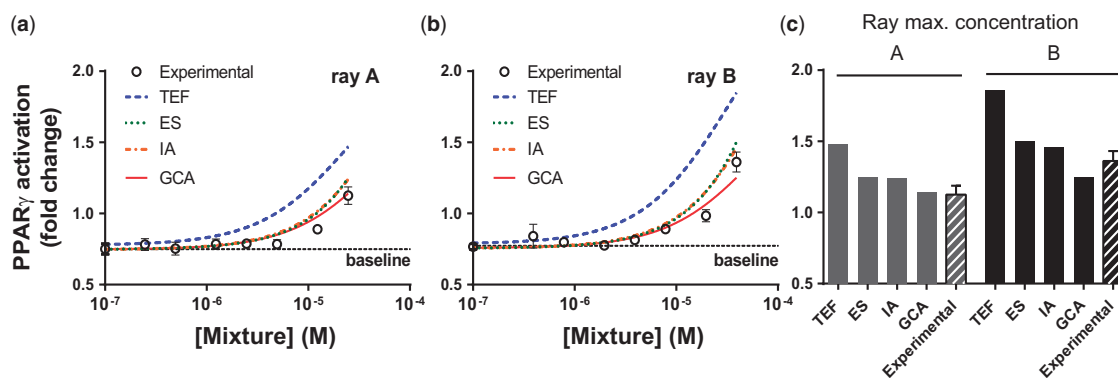 (a)
2.0
1.5
1.0
0.5
PPARγ activation
(fold change)
Experimental
TEF
ES
IA
GCA
ray A
baseline
10-7
10-6
10-5
10-4
[Mixture] (M)
(b)
2.0
1.5
1.0
0.5
Experimental
TEF
ES
IA
GCA
ray B
baseline
10-7
10-6
10-5
10-4
[Mixture] (M)
(c)
Ray max. concentration
A
B
2.0
1.5
1.0
0.5
TEF
ES
IA
GCA
Experimental
TEF
ES
IA
GCA
Experimental